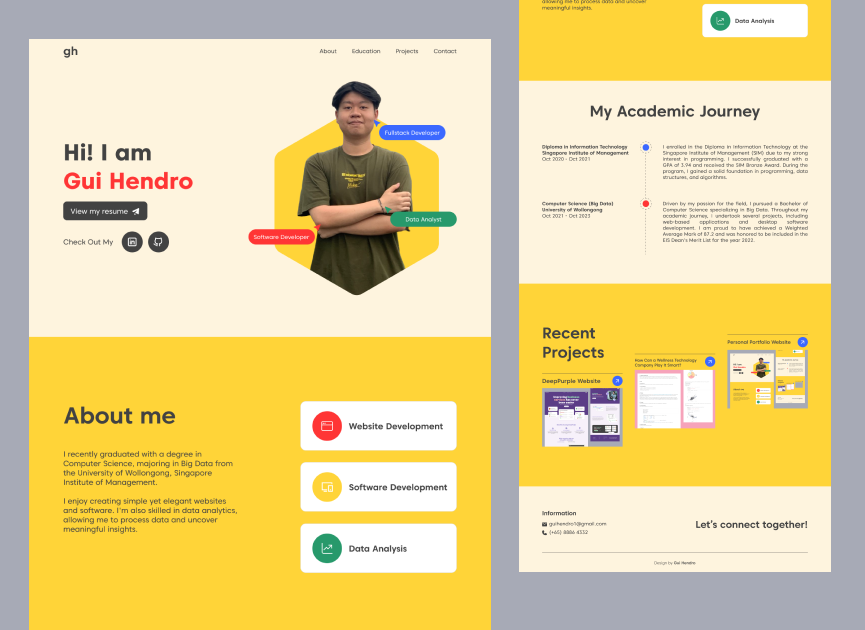 gh
About Education Projects Contact
Hi! I am
Gui Hendro
View my resume
Check Out My
Fullstack Developer
Data Analyst
Software Developer
About me
I recently graduated with a degree in
Computer Science, majoring in Big Data from
the University of Wollongong, Singapore
Institute of Management.
I enjoy creating simple yet elegant websites
and software. I'm also skilled in data analytics,
allowing me to process data and uncover
meaningful insights.
Website Development
Software Development
Data Analysis
allowing me to process data and uncover
meaningful insights.
Data Analysis
My Academic Journey
Diploma in Information Technology
Singapore Institute of Management
Oct 2020 - Oct 2021
I enrolled in the Diploma in Information Technology at the
Singapore Institute of Management (SIM) due to my strong
interest in programming. I successfully graduated with a
GPA of 3.94 and received the SIM Bronze Award. During the
program, I gained a solid foundation in programming, data
structures, and algorithms.
Computer Science (Big Data)
University of Wollongong
Oct 2021 - Oct 2023
Driven by my passion for the field, I pursued a Bachelor of
Computer Science specializing in Big Data. Throughout my
academic journey, I undertook several projects, including
web-based applications and desktop software
development. I am proud to have achieved a Weighted
Average Mark of 87.2 and was honored to be included in the
EIS Dean's Merit List for the year 2022.
Recent
Projects
DeepPurple Website
How Can a Wellness Technology
Company Play It Smart?
Personal Portfolio Website
Information
guihendro1@gmail.com
(+65) 8886 4552
Let's connect together!
Design by Gui Hendro